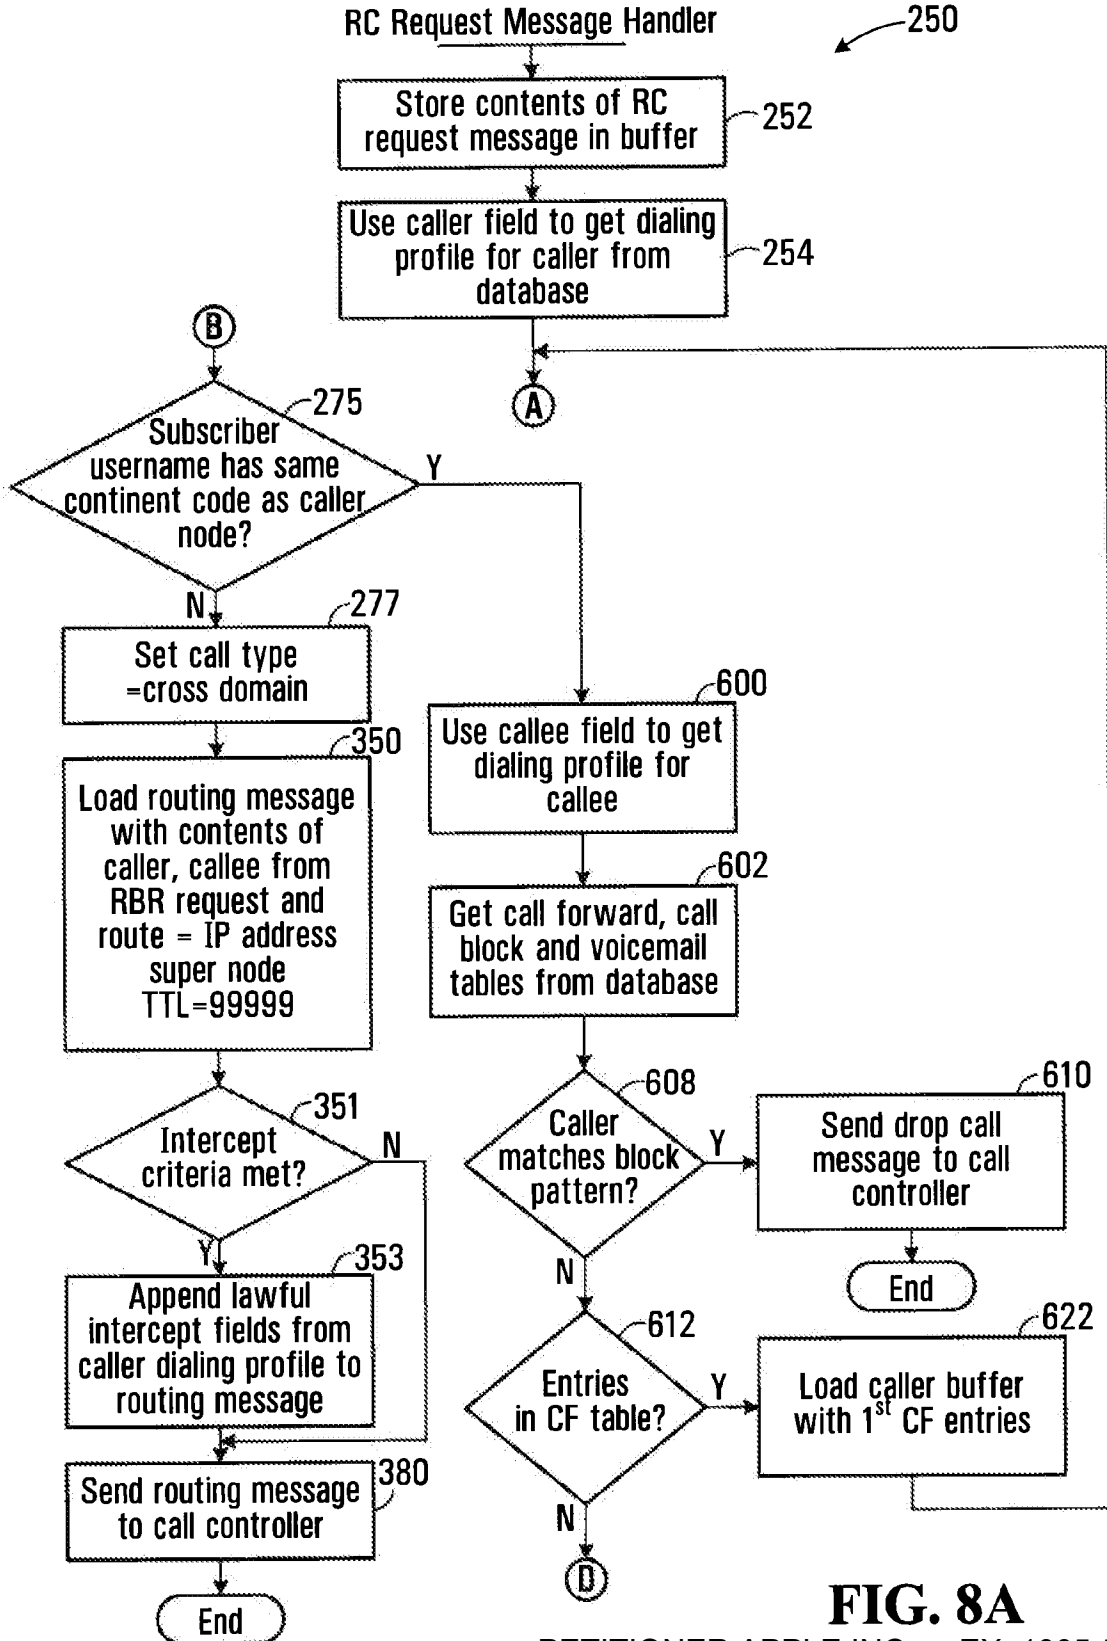 RC Request Message Handler
250
Store contents of RC
request message in buffer
252
Use caller field to get dialing
profile for caller from
database
254
B
A
275
Subscriber
username has same
continent code as caller
node?
Y
N
277
Set call type
=cross domain
350
Load routing message
with contents of
caller, callee from
RBR request and
route = IP address
super node
TTL=99999
351
Intercept
criteria met?
N
Y
353
Append lawful
intercept fields from
caller dialing profile to
routing message
380
Send routing message
to call controller
End
600
Use callee field to get
dialing profile for
callee
602
Get call forward, call
block and voicemail
tables from database
608
Caller
matches block
pattern?
Y
N
610
Send drop call
message to call
controller
End
612
Entries
in CF table?
Y
N
622
Load caller buffer
with 1st CF entries
D
FIG. 8A